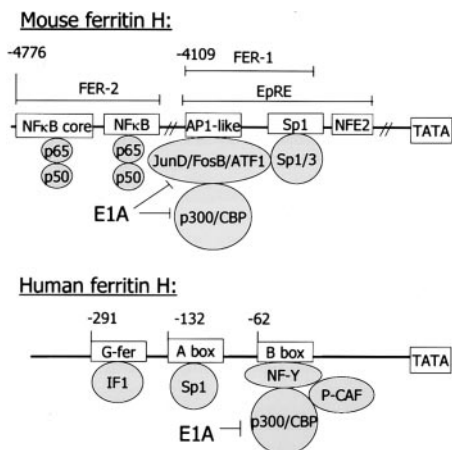 Mouse ferritin H:
-4776
-4109
FER-1
FER-2
EpRE
NFκB core
NFκB
AP1-like
Sp1
NFE2
TATA
p65
p65
JunD/FosB/ATF1
Sp1/3
p50
p50
E1A
p300/CBP
Human ferritin H:
-291
-132
-62
G-fer
A box
B box
TATA
IF1
Sp1
NF-Y
P-CAF
p300/CBP
E1A